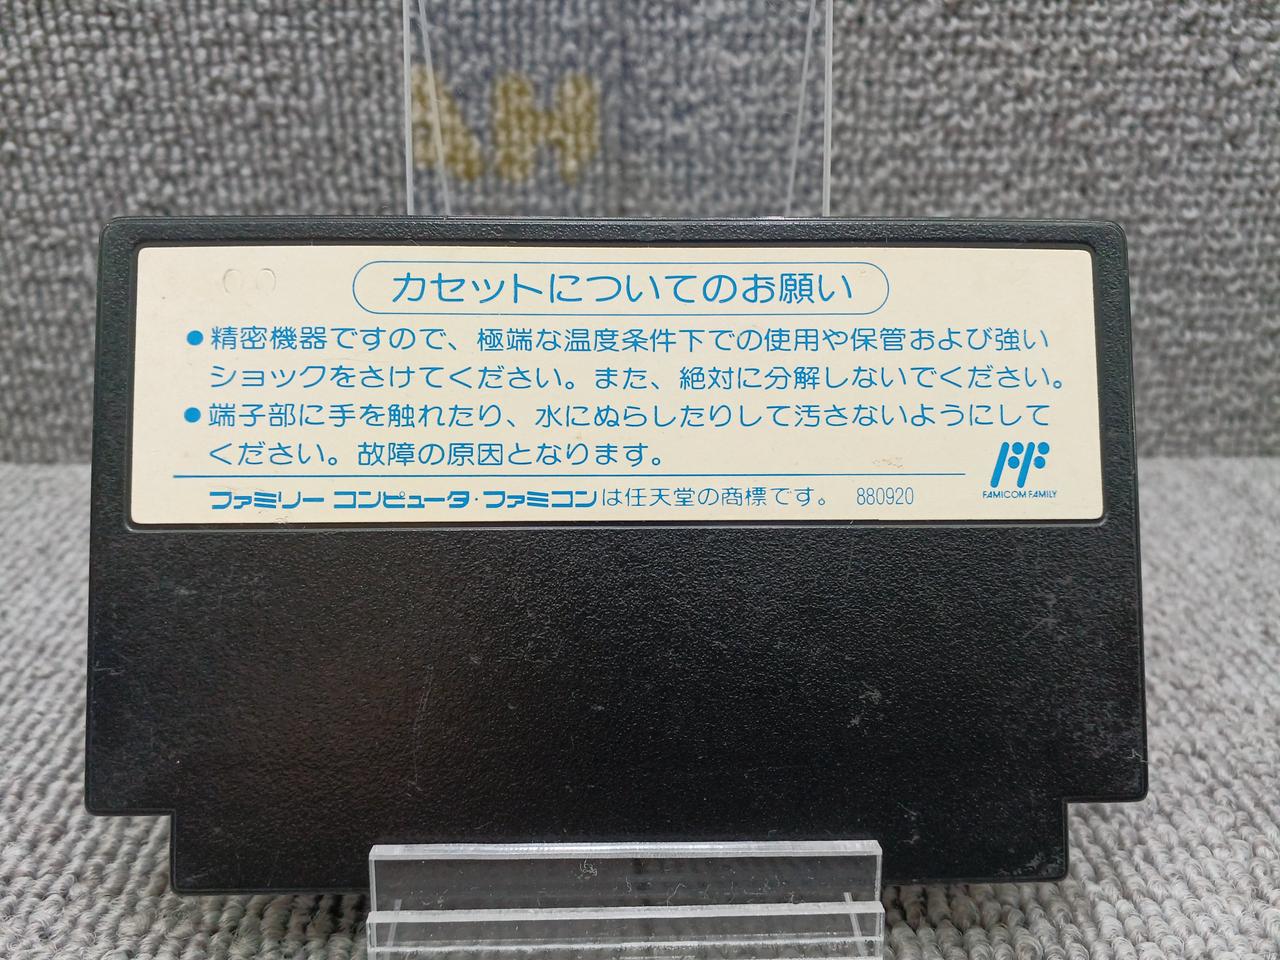 カセットについてのお願い
●精密機器ですので、極端な温度条件下での使用や保管および強い
ショックをさけてください。また、絶対に分解しないでください。
●端子部に手を触れたり、水にぬらしたりして汚さないようにして
ください。故障の原因となります。
ファミリーコンピュータ・ファミコンは任天堂の商標です。 880920
FAMICOM FAMILY